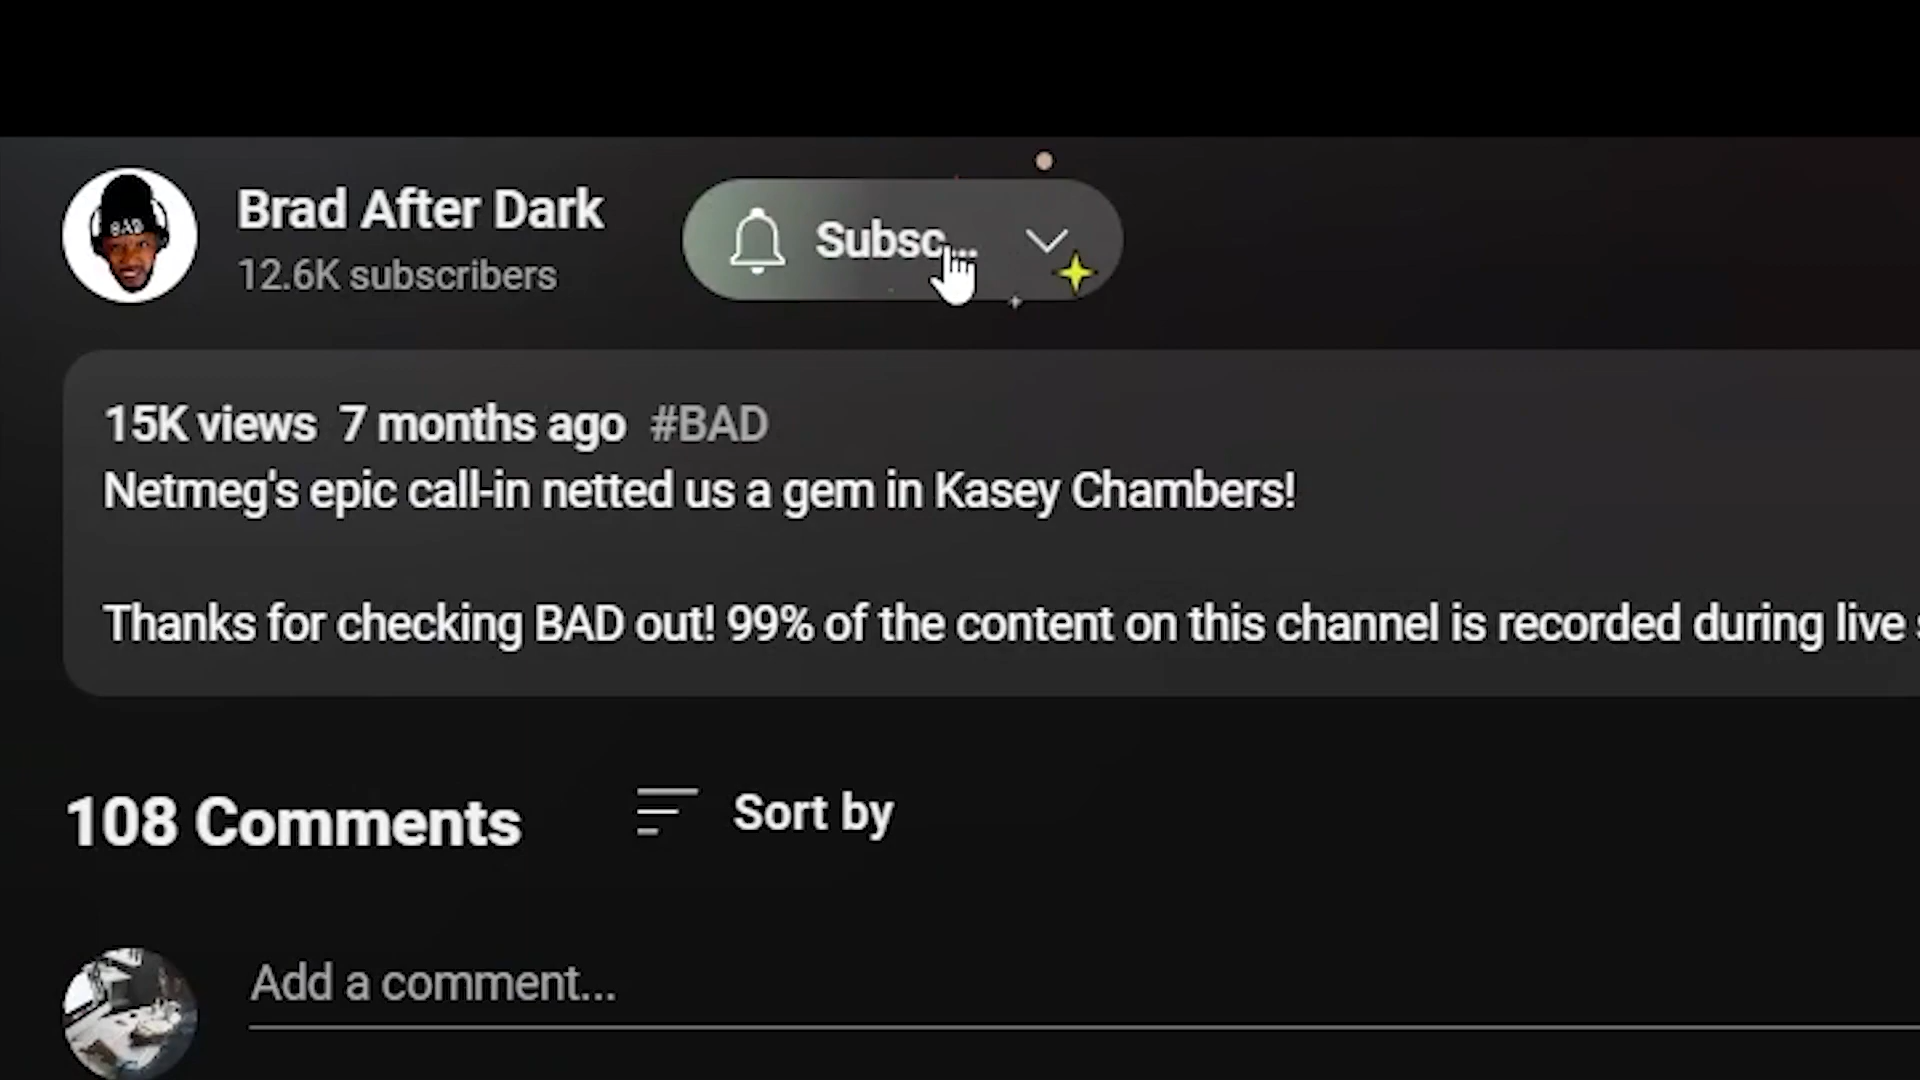 BAD
Brad After Dark
12.6K subscribers
Subsc...
15K views 7 months ago #BAD
Netmeg's epic call-in netted us a gem in Kasey Chambers!
Thanks for checking BAD out! 99% of the content on this channel is recorded during live
108 Comments
Sort by
Add a comment...